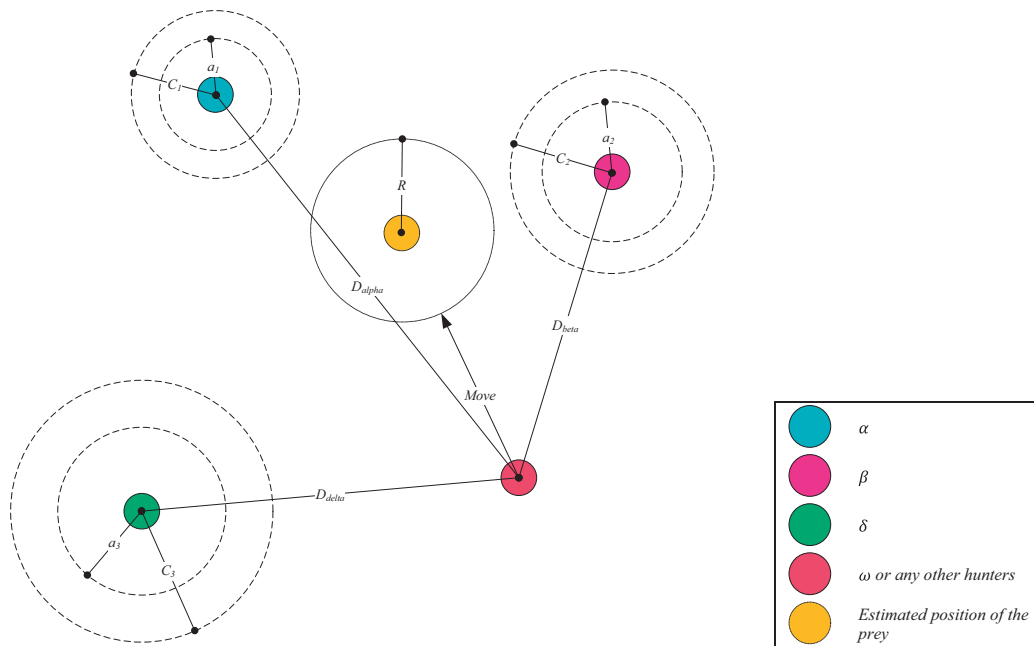 a1
C1
a2
C2
R
Dalpha
Dbeta
Move
Ddelta
a3
C3
α
β
δ
ω or any other hunters
Estimated position of the
prey